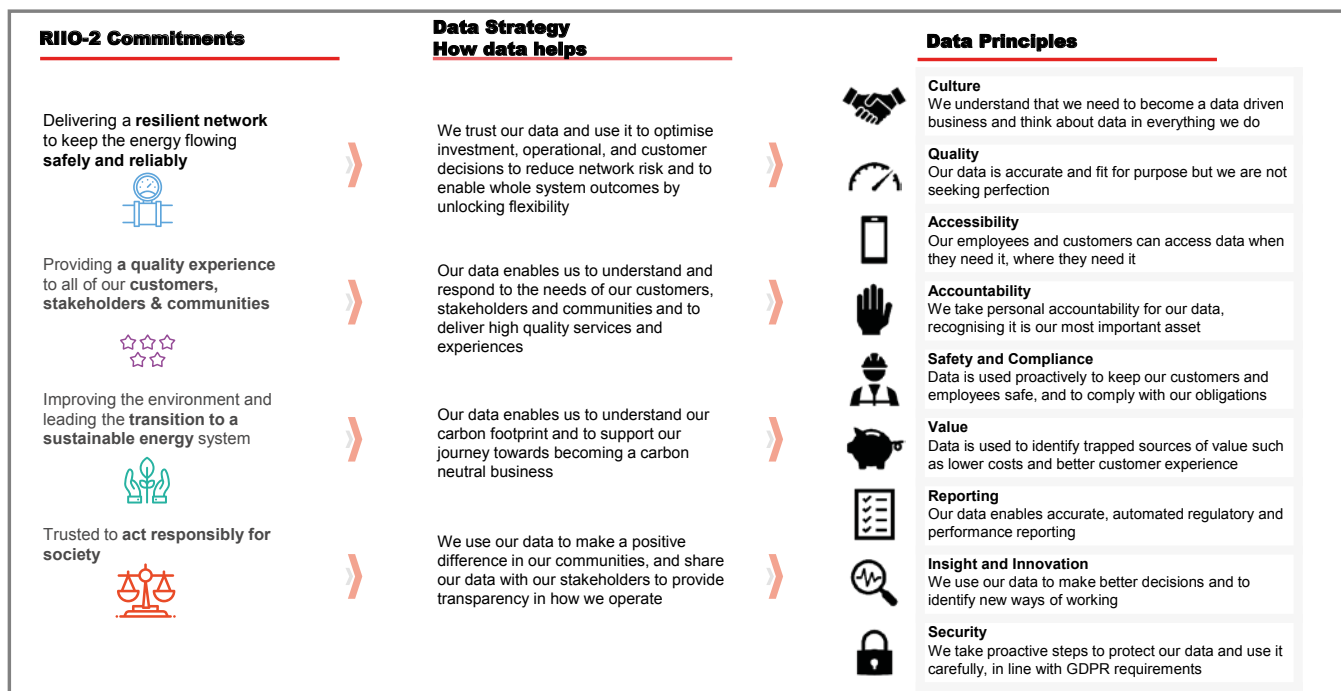 RIIO-2 Commitments
Delivering a resilient network
to keep the energy flowing
safely and reliably
Providing a quality experience
to all of our customers,
stakeholders & communities
Improving the environment and
leading the transition to a
sustainable energy system
Trusted to act responsibly for
society
Data Strategy
How data helps
We trust our data and use it to optimise
investment, operational, and customer
decisions to reduce network risk and to
enable whole system outcomes by
unlocking flexibility
Our data enables us to understand and
respond to the needs of our customers,
stakeholders and communities and to
deliver high quality services and
experiences
Our data enables us to understand our
carbon footprint and to support our
journey towards becoming a carbon
neutral business
We use our data to make a positive
difference in our communities, and share
our data with our stakeholders to provide
transparency in how we operate
Data Principles
Culture
We understand that we need to become a data driven
business and think about data in everything we do
Quality
Our data is accurate and fit for purpose but we are not
seeking perfection
Accessibility
Our employees and customers can access data when
they need it, where they need it
Accountability
We take personal accountability for our data,
recognising it is our most important asset
Safety and Compliance
Data is used proactively to keep our customers and
employees safe, and to comply with our obligations
Value
Data is used to identify trapped sources of value such
as lower costs and better customer experience
Reporting
Our data enables accurate, automated regulatory and
performance reporting
Insight and Innovation
We use our data to make better decisions and to
identify new ways of working
Security
We take proactive steps to protect our data and use it
carefully, in line with GDPR requirements